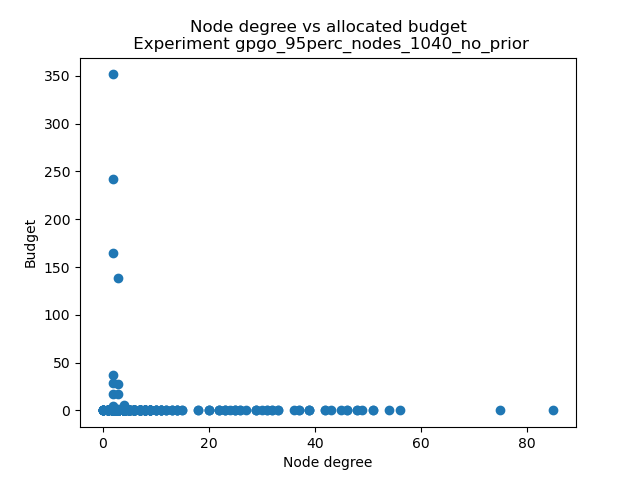 Node degree vs allocated budget
Experiment gpgo_95perc_nodes_1040_no_prior
350
300
250
200
150
100
50
0
Budget
0 20 40 60 80
Node degree